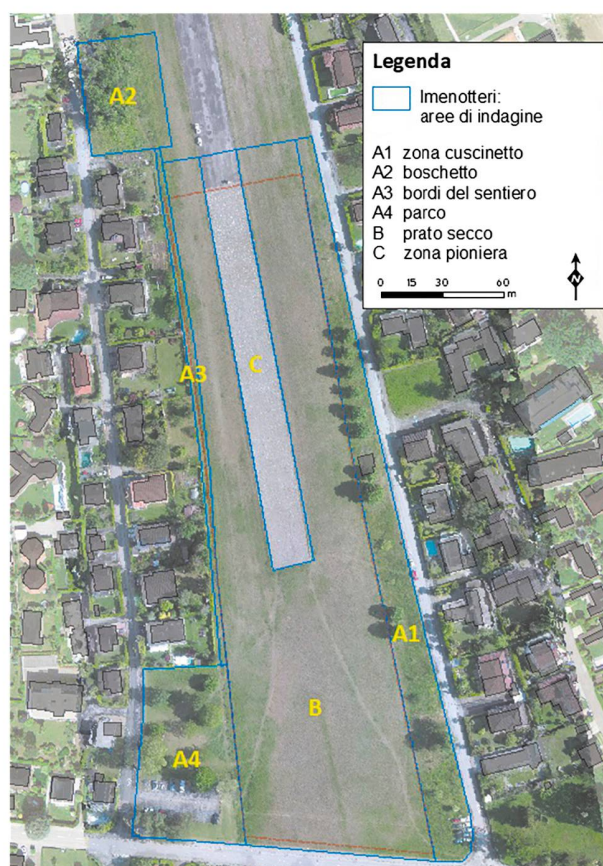 Legenda
Imenotteri:
aree di indagine
A1 zona cuscinetto
A2 boschetto
A3 bordi del sentiero
A4 parco
B prato secco
C zona pioniera
0 15 30 60
m
N
A2
C
A3
A1
B
A4